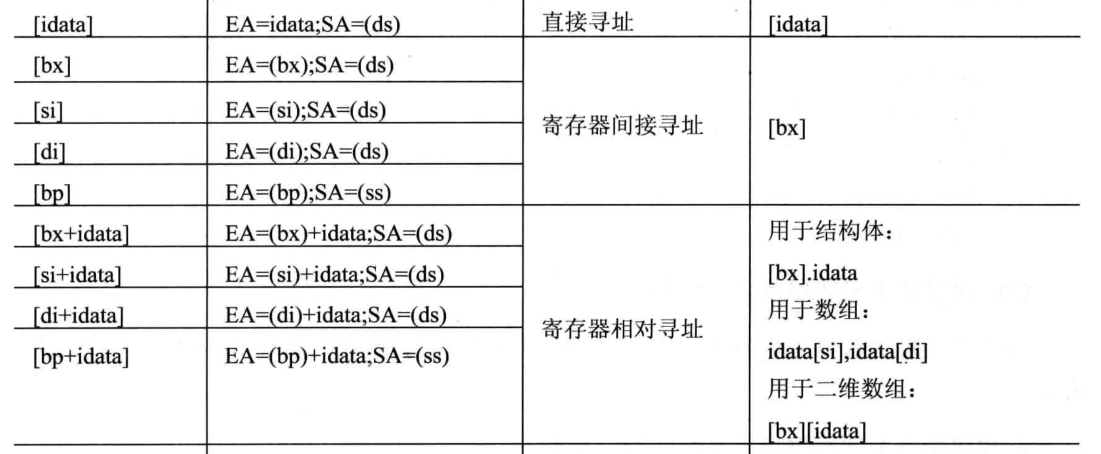 [idata] EA=idata;SA=(ds) 直接寻址 [idata]
[bx] EA=(bx);SA=(ds)
[si] EA=(si);SA=(ds)
寄存器间接寻址 [bx]
[di] EA=(di);SA=(ds)
[bp] EA=(bp);SA=(ss)
[bx+idata] EA=(bx)+idata;SA=(ds) 用于结构体：
[si+idata] EA=(si)+idata;SA=(ds) [bx].idata
[di+idata] EA=(di)+idata;SA=(ds) 用于数组：
寄存器相对寻址
[bp+idata] EA=(bp)+idata;SA=(ss) idata[si],idata[di]
用于二维数组：
[bx][idata]